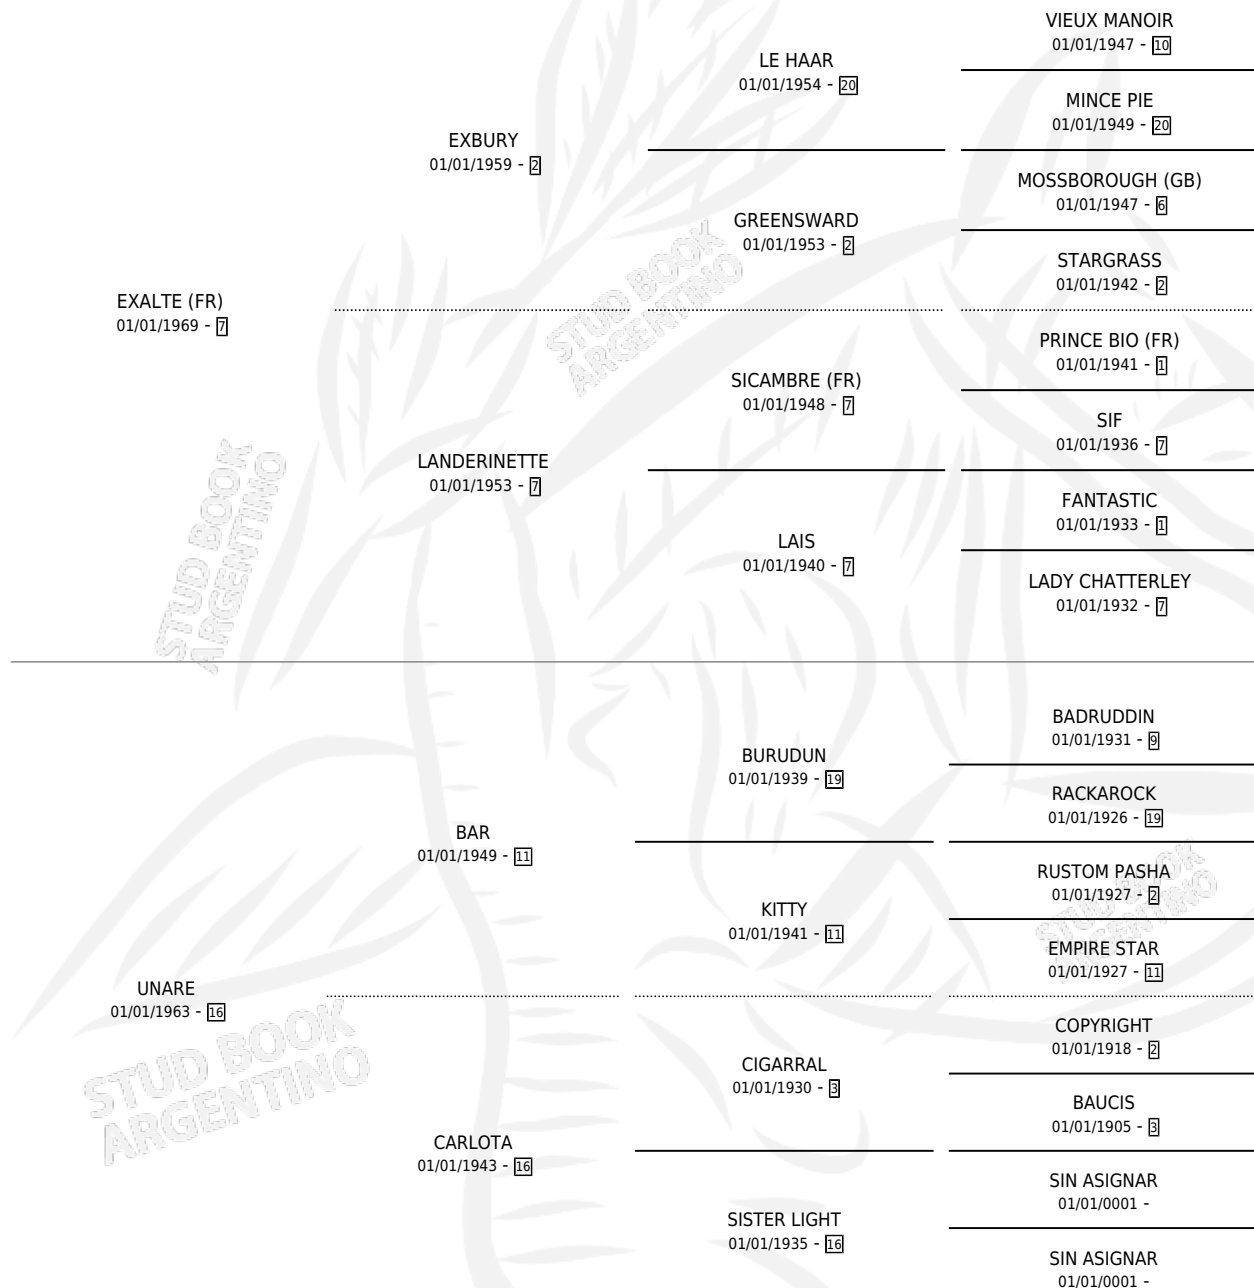 VIEUX MANOIR
01/01/1947 - 10
LE HAAR
01/01/1954 - 20
MINCE PIE
01/01/1949 - 20
EXBURY
01/01/1959 - 2
MOSSBOROUGH (GB)
01/01/1947 - 6
GREENSWARD
01/01/1953 - 2
STARGRASS
01/01/1942 - 2
EXALTE (FR)
01/01/1969 - 7
STUD BOOK
ARGENTINO
PRINCE BIO (FR)
01/01/1941 - 1
SICAMBRE (FR)
01/01/1948 - 7
SIF
01/01/1936 - 7
LANDERINETTE
01/01/1953 - 7
FANTASTIC
01/01/1933 - 1
LAIS
01/01/1940 - 7
LADY CHATTERLEY
01/01/1932 - 7
STUD BOOK
ARGENTINO
BADRUDDIN
01/01/1931 - 9
BURUDUN
01/01/1939 - 19
RACKAROCK
01/01/1926 - 19
BAR
01/01/1949 - 11
RUSTOM PASHA
01/01/1927 - 2
KITTY
01/01/1941 - 11
EMPIRE STAR
01/01/1927 - 11
STUD BOOK
ARGENTINO
UNARE
01/01/1963 - 16
COPYRIGHT
01/01/1918 - 2
CIGARRAL
01/01/1930 - 3
BAUCIS
01/01/1905 - 3
STUD BOOK
ARGENTINO
CARLOTA
01/01/1943 - 16
SIN ASIGNAR
01/01/0001 -
SISTER LIGHT
01/01/1935 - 16
SIN ASIGNAR
01/01/0001 -